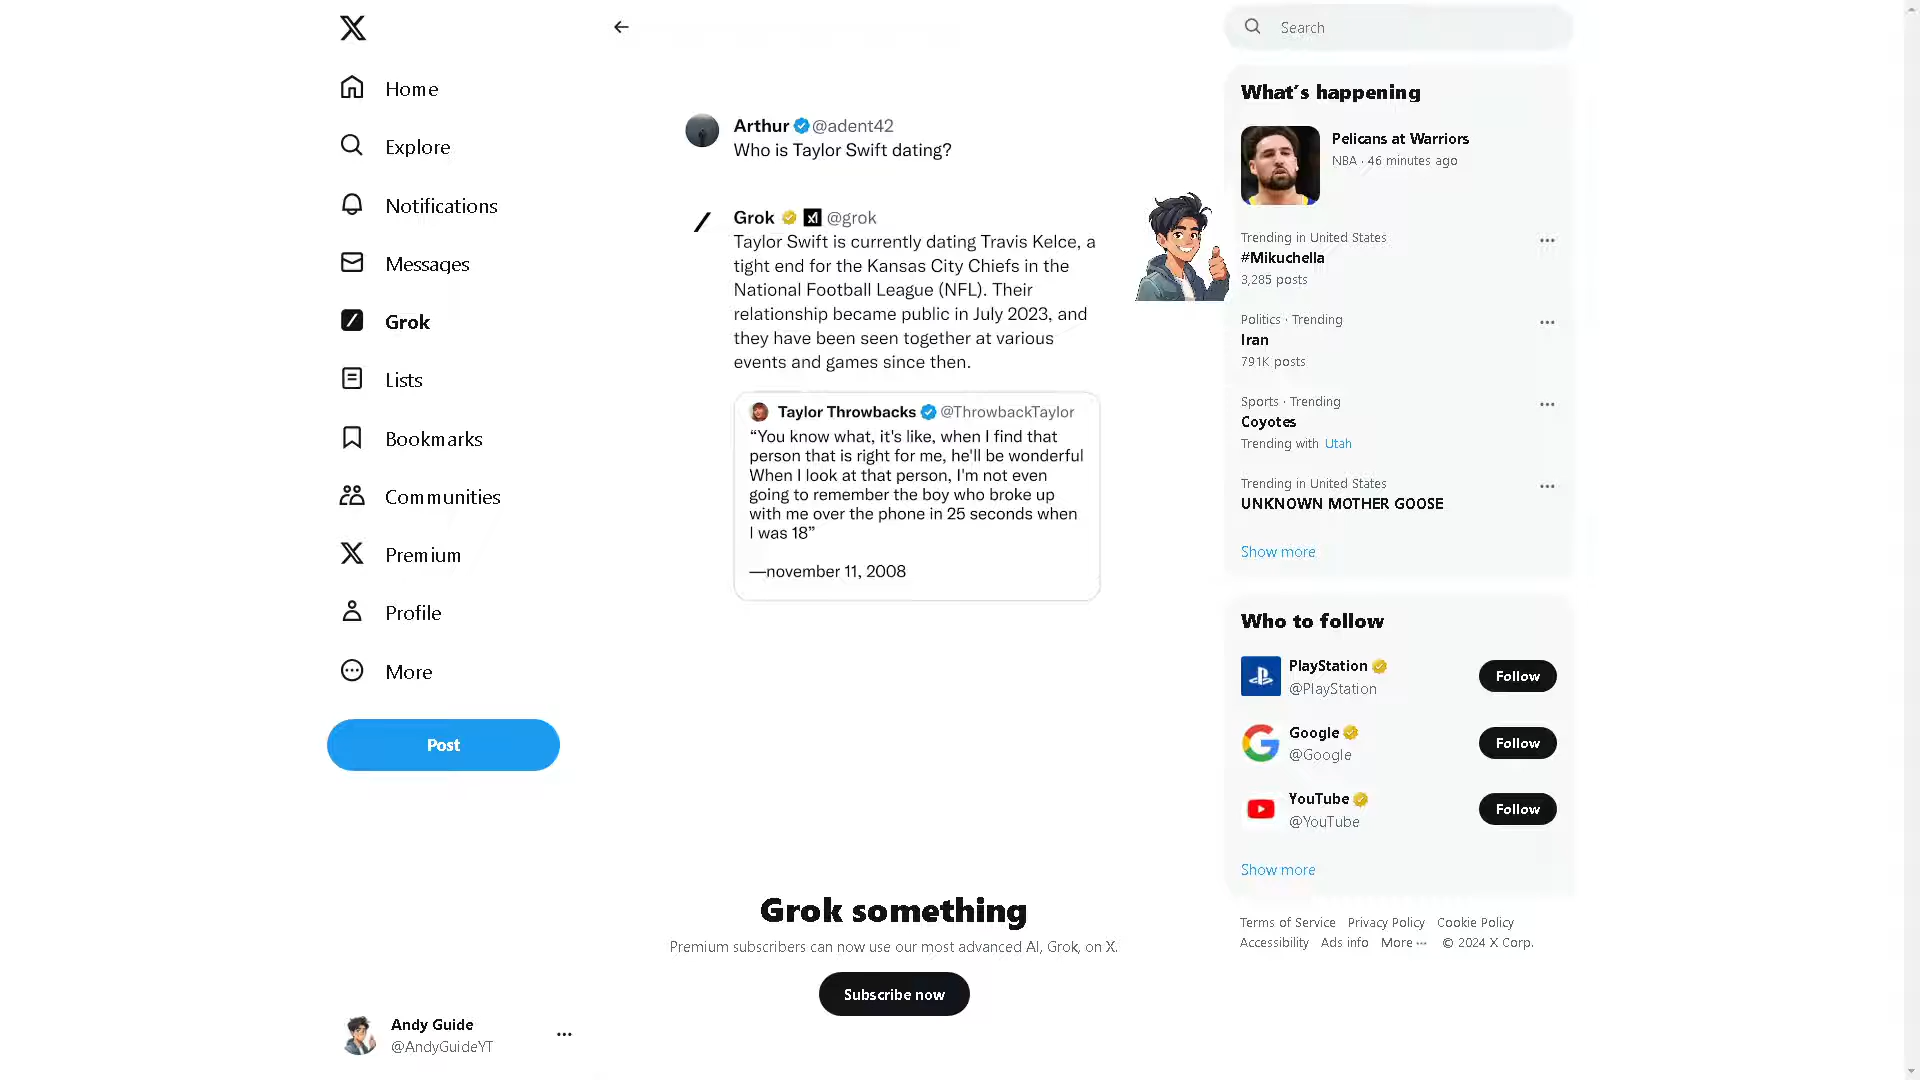 Home
Explore
Notifications
Messages
Grok
Lists
Bookmarks
Communities
Premium
Profile
More
Post
Andy Guide
@AndyGuideYT
Arthur @adent42
Who is Taylor Swift dating?
Grok @grok
Taylor Swift is currently dating Travis Kelce, a
tight end for the Kansas City Chiefs in the
National Football League (NFL). Their
relationship became public in July 2023, and
they have been seen together at various
events and games since then.
Taylor Throwbacks @ThrowbackTaylor
“You know what, it's like, when I find that
person that is right for me, he'll be wonderful
When I look at that person, I'm not even
going to remember the boy who broke up
with me over the phone in 25 seconds when
I was 18”
—november 11, 2008
Grok something
Premium subscribers can now use our most advanced AI, Grok, on X.
Subscribe now
Search
What’s happening
Pelicans at Warriors
NBA · 46 minutes ago
Trending in United States
#Mikuchella
3,285 posts
Politics · Trending
Iran
791K posts
Sports · Trending
Coyotes
Trending with Utah
Trending in United States
UNKNOWN MOTHER GOOSE
Show more
Who to follow
PlayStation
@PlayStation
Follow
Google
@Google
Follow
YouTube
@YouTube
Follow
Show more
Terms of Service Privacy Policy Cookie Policy
Accessibility Ads info More ··· © 2024 X Corp.